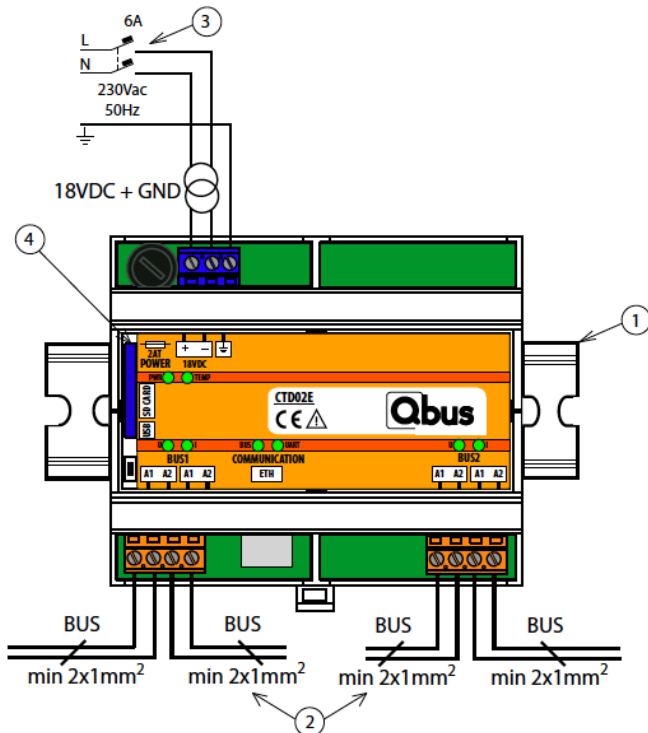 6A
3
L
N
230Vac
50Hz
18VDC + GND
4
1
2AT
POWER
+ -
18VDC
PWR TEMP
SD CARD
USB
CTD02E
CE
Qbus
U I
BUS UART
U I
BUS1
COMMUNICATION
BUS2
A1 A2 A1 A2
ETH
A1 A2 A1 A2
BUS
BUS
BUS
BUS
min 2x1mm²
min 2x1mm²
min 2x1mm²
min 2x1mm²
2